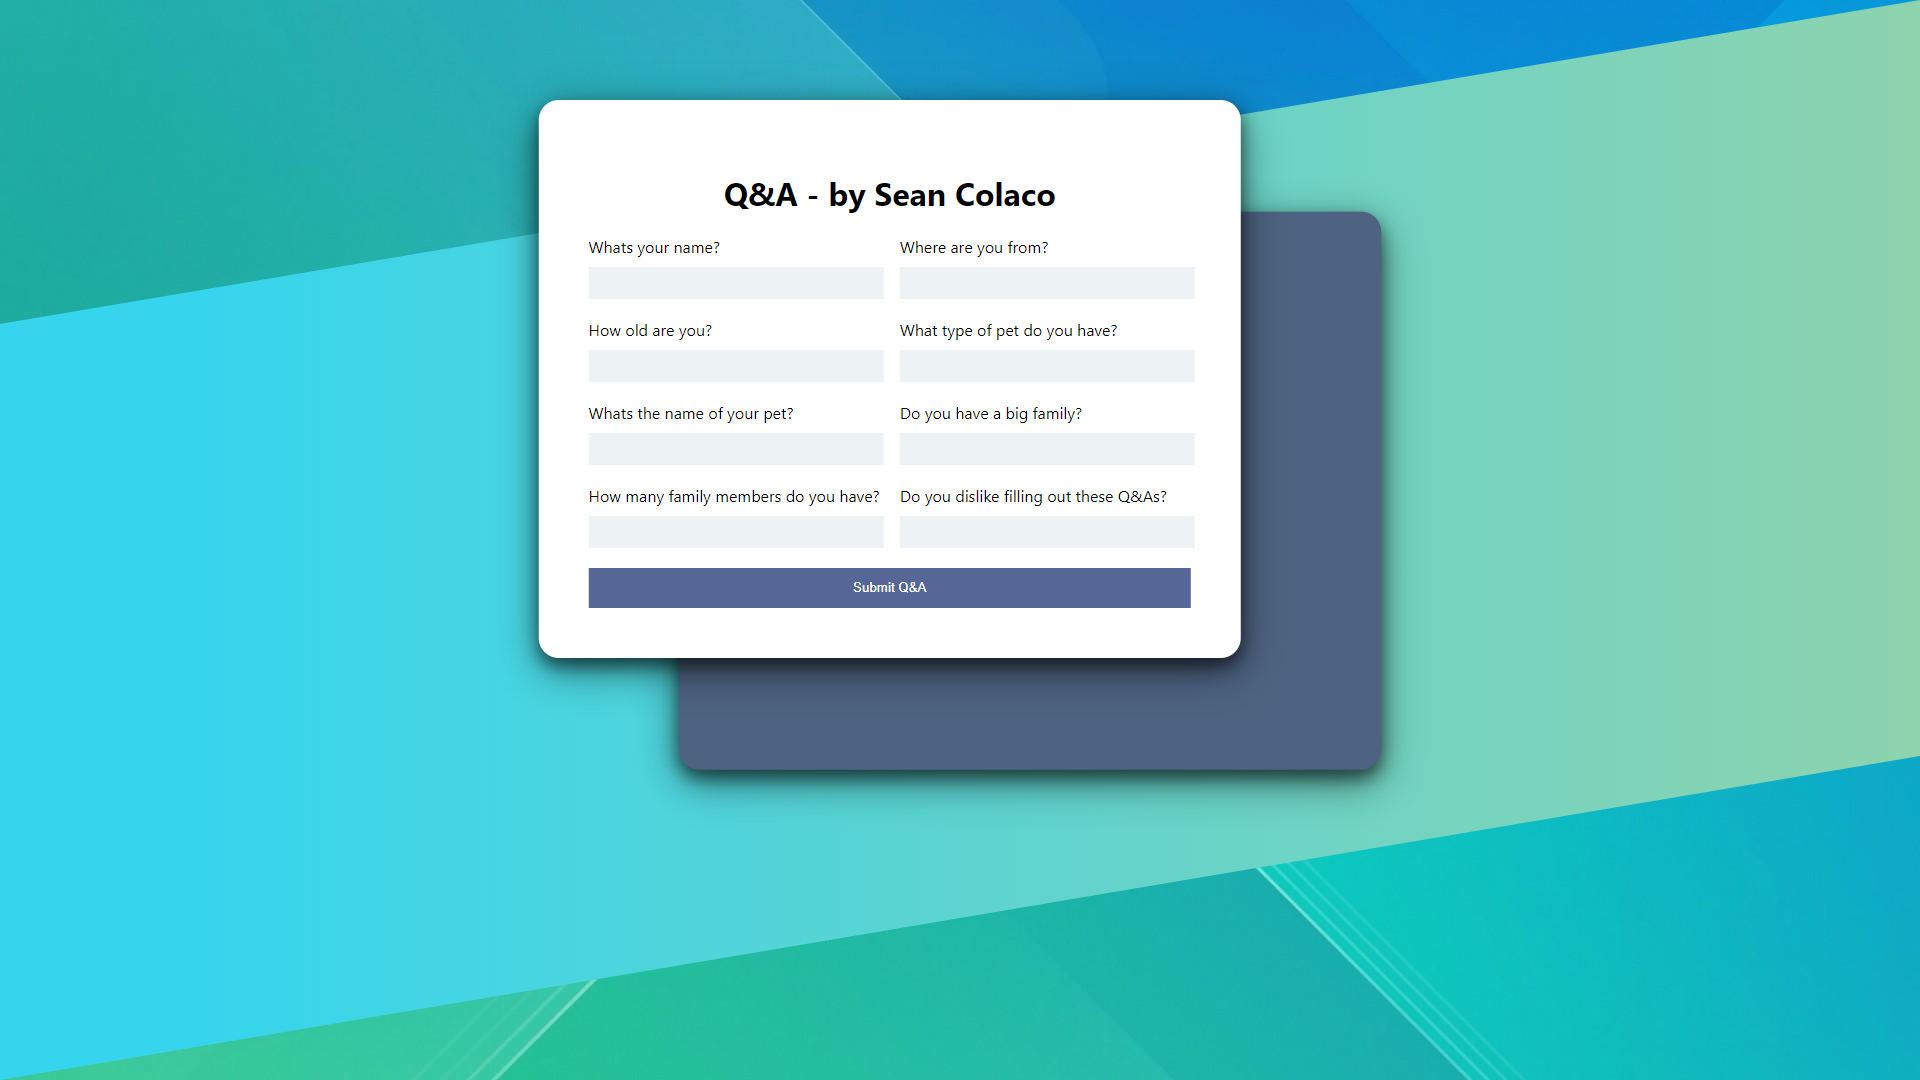 Q&A - by Sean Colaco
Whats your name?
Where are you from?
How old are you?
What type of pet do you have?
Whats the name of your pet?
Do you have a big family?
How many family members do you have?
Do you dislike filling out these Q&As?
Submit Q&A